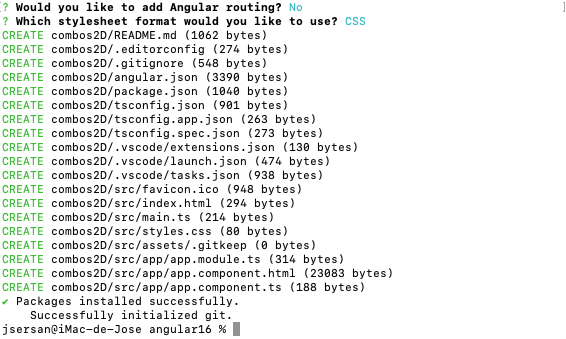 ? Would you like to add Angular routing? No
? Which stylesheet format would you like to use? CSS
CREATE combos2D/README.md (1062 bytes)
CREATE combos2D/.editorconfig (274 bytes)
CREATE combos2D/.gitignore (548 bytes)
CREATE combos2D/angular.json (3390 bytes)
CREATE combos2D/package.json (1040 bytes)
CREATE combos2D/tsconfig.json (901 bytes)
CREATE combos2D/tsconfig.app.json (263 bytes)
CREATE combos2D/tsconfig.spec.json (273 bytes)
CREATE combos2D/.vscode/extensions.json (130 bytes)
CREATE combos2D/.vscode/launch.json (474 bytes)
CREATE combos2D/.vscode/tasks.json (938 bytes)
CREATE combos2D/src/favicon.ico (948 bytes)
CREATE combos2D/src/index.html (294 bytes)
CREATE combos2D/src/main.ts (214 bytes)
CREATE combos2D/src/styles.css (80 bytes)
CREATE combos2D/src/assets/.gitkeep (0 bytes)
CREATE combos2D/src/app/app.module.ts (314 bytes)
CREATE combos2D/src/app/app.component.html (23083 bytes)
CREATE combos2D/src/app/app.component.ts (188 bytes)
✔ Packages installed successfully.
Successfully initialized git.
jsersan@iMac-de-Jose angular16 %